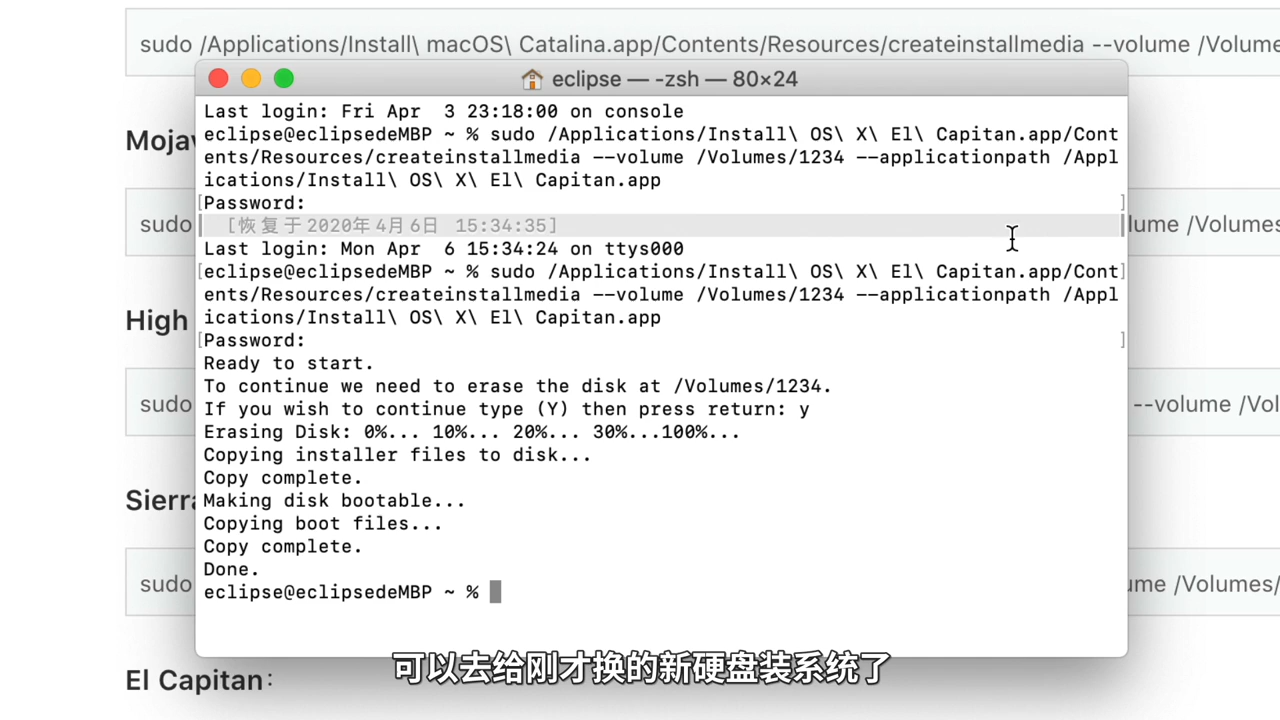 sudo /Applications/Install\ macOS\ Catalina.app/Contents/Resources/createinstallmedia --volume /Volume
eclipse — -zsh — 80×24
Last login: Fri Apr  3 23:18:00 on console
eclipse@eclipsedeMBP ~ % sudo /Applications/Install\ OS\ X\ El\ Capitan.app/Cont
ents/Resources/createinstallmedia --volume /Volumes/1234 --applicationpath /Appl
ications/Install\ OS\ X\ El\ Capitan.app
[Password: ]
[恢复于2020年4月6日 15:34:35]
Last login: Mon Apr  6 15:34:24 on ttys000
[eclipse@eclipsedeMBP ~ % sudo /Applications/Install\ OS\ X\ El\ Capitan.app/Cont]
ents/Resources/createinstallmedia --volume /Volumes/1234 --applicationpath /Appl
ications/Install\ OS\ X\ El\ Capitan.app
[Password: ]
Ready to start.
To continue we need to erase the disk at /Volumes/1234.
If you wish to continue type (Y) then press return: y
Erasing Disk: 0%... 10%... 20%... 30%...100%...
Copying installer files to disk...
Copy complete.
Making disk bootable...
Copying boot files...
Copy complete.
Done.
eclipse@eclipsedeMBP ~ %
Moja
sudo
lume /Volumes
High
sudo
--volume /Vol
Sierra
sudo
ume /Volumes/
El Capitan:
可以去给刚才换的新硬盘装系统了